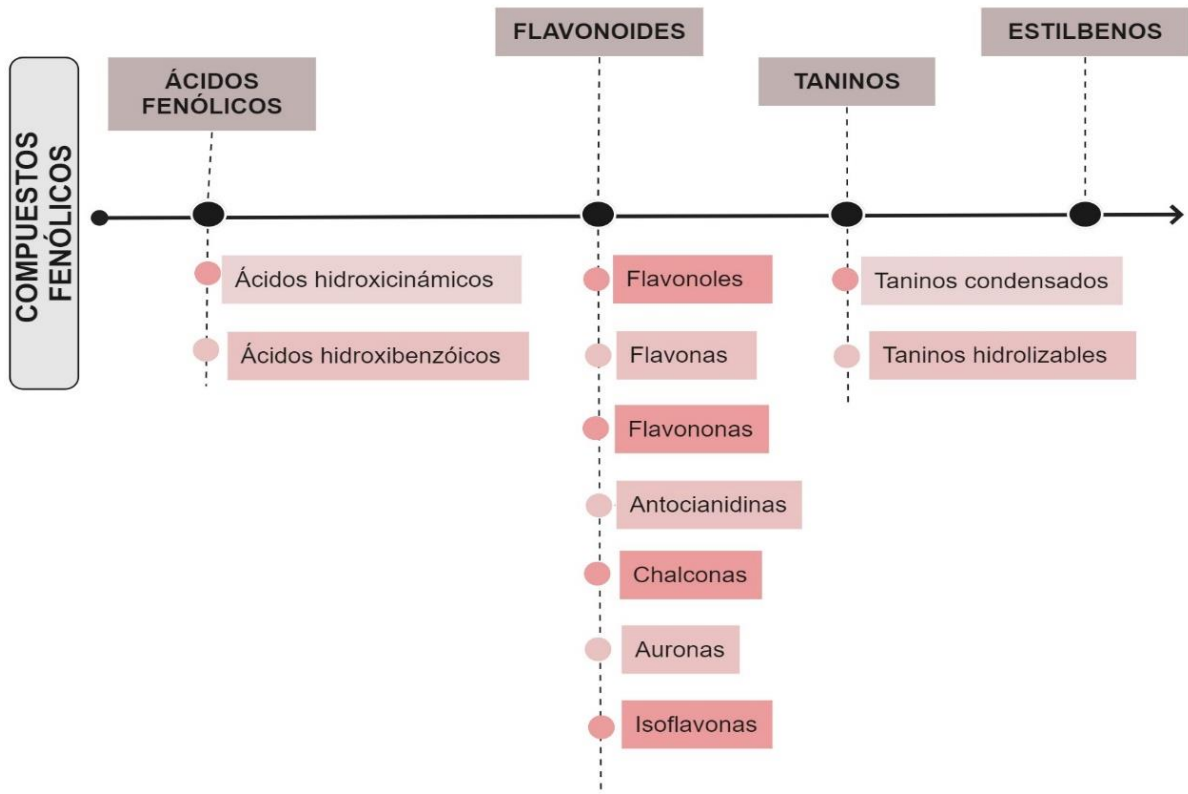 COMPUESTOS
FENÓLICOS
ÁCIDOS
FENÓLICOS
Ácidos hidroxicinámicos
Ácidos hidroxibenzóicos
FLAVONOIDES
Flavonoles
Flavonas
Flavononas
Antocianidinas
Chalconas
Auronas
Isoflavonas
TANINOS
Taninos condensados
Taninos hidrolizables
ESTILBENOS